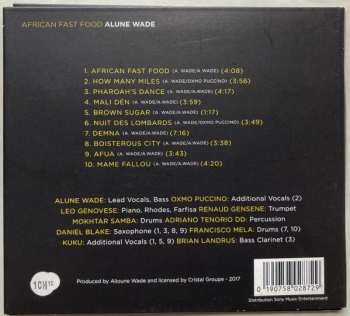 AFRICAN FAST FOOD ALUNE WADE
1. AFRICAN FAST FOOD (A. WADE/A.WADE) (4:08)
2. HOW MANY MILES (A. WADE/OXMO PUCCINO) (3:56)
3. PHAROAH'S DANCE (A. WADE/A.WADE) (4:17)
4. MALI DÉN (A. WADE/A.WADE) (3:59)
5. BROWN SUGAR (A. WADE/A.WADE) (1:17)
6. NUIT DES LOMBARDS (A. WADE/OXMO PUCCINO) (3:49)
7. DEMNA (A. WADE/A.WADE) (7:16)
8. BOISTEROUS CITY (A. WADE/A.WADE) (3:38)
9. AFUA (A. WADE/A.WADE) (3:43)
10. MAME FALLOU (A. WADE/A.WADE) (4:20)
ALUNE WADE: Lead Vocals, Bass OXMO PUCCINO: Additional Vocals (2)
LEO GENOVESE: Piano, Rhodes, Farfisa RENAUD GENSENE: Trumpet
MOKHTAR SAMBA: Drums ADRIANO TENORIO DD: Percussion
DANIEL BLAKE: Saxophone (1, 3, 8, 9) FRANCISCO MELA: Drums (7, 10)
KUKU: Additional Vocals (1, 5, 9) BRIAN LANDRUS: Bass Clarinet (3)
Produced by Alioune Wade and licensed by Cristal Groupe - 2017
0 190758 028729
Distribution Sony Music Entertainment